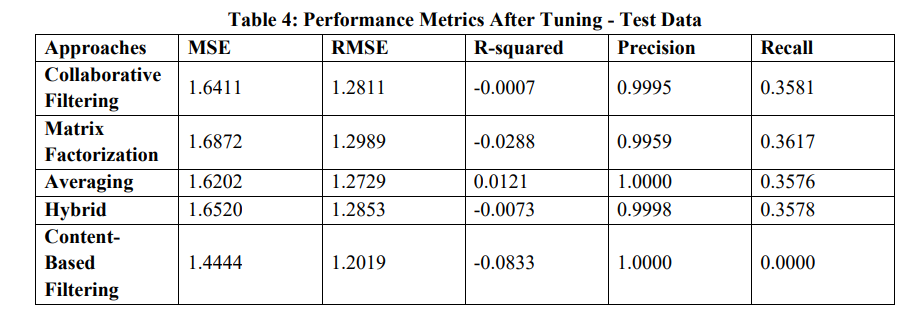 Table 4: Performance Metrics After Tuning - Test Data
Approaches MSE RMSE R-squared Precision Recall
Collaborative
Filtering 1.6411 1.2811 -0.0007 0.9995 0.3581
Matrix
Factorization 1.6872 1.2989 -0.0288 0.9959 0.3617
Averaging 1.6202 1.2729 0.0121 1.0000 0.3576
Hybrid 1.6520 1.2853 -0.0073 0.9998 0.3578
Content-
Based 1.4444 1.2019 -0.0833 1.0000 0.0000
Filtering